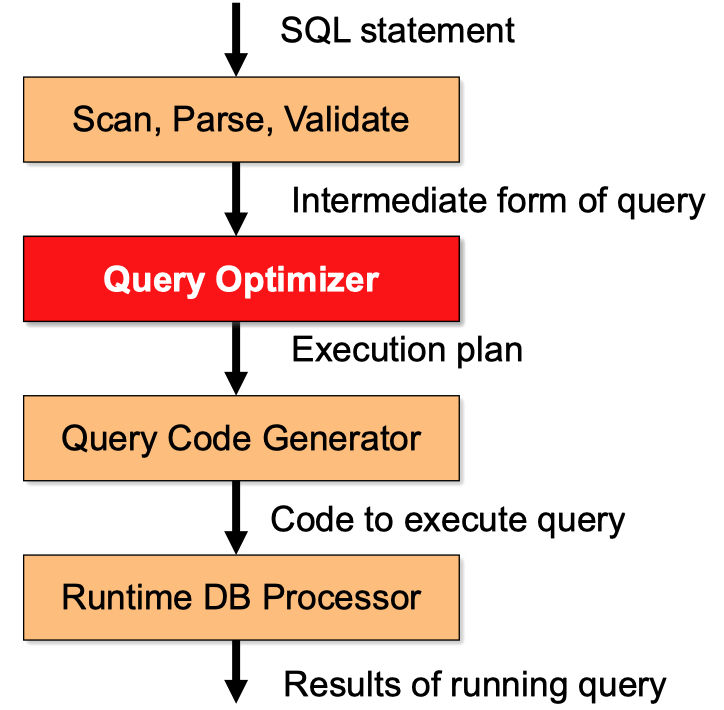 SQL statement
Scan, Parse, Validate
Intermediate form of query
Query Optimizer
Execution plan
Query Code Generator
Code to execute query
Runtime DB Processor
Results of running query